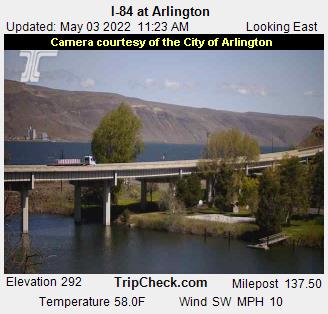 I-84 at Arlington
Updated: May 03 2022 11:23 AM Looking East
Camera courtesy of the City of Arlington
Elevation 292 TripCheck.com Milepost 137.50
Temperature 58.0F Wind SW MPH 10